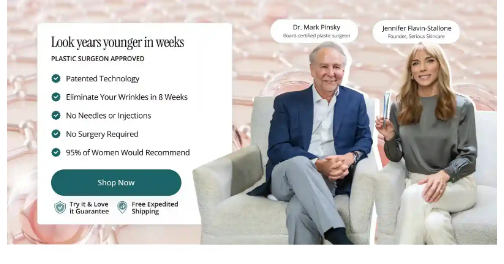 Dr. Mark Pinsky
Board certified plastic surgeon
Jennifer Flavin-Stallone
Founder, Serious Skincare
Look years younger in weeks
PLASTIC SURGEON APPROVED
Patented Technology
Eliminate Your Wrinkles in 8 Weeks
No Needles or Injections
No Surgery Required
95% of Women Would Recommend
Shop Now
Try it & Love
it Guarantee
Free Expedited
Shipping